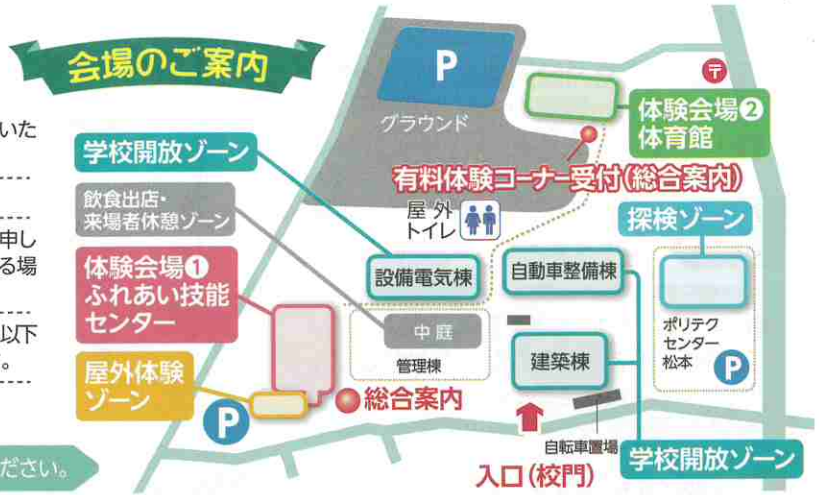 会場のご案内
いた
申し
る場
以下
。
ださい。
P
グラウンド
〒
体験会場❷
体育館
有料体験コーナー受付(総合案内)
学校開放ゾーン
飲食出店・
来場者休憩ゾーン
屋外
トイレ
探検ゾーン
体験会場❶
ふれあい技能
センター
設備電気棟
自動車整備棟
中庭
管理棟
建築棟
ポリテク
センター
松本
P
屋外体験
ゾーン
P
総合案内
自転車置場
入口(校門)
学校開放ゾーン